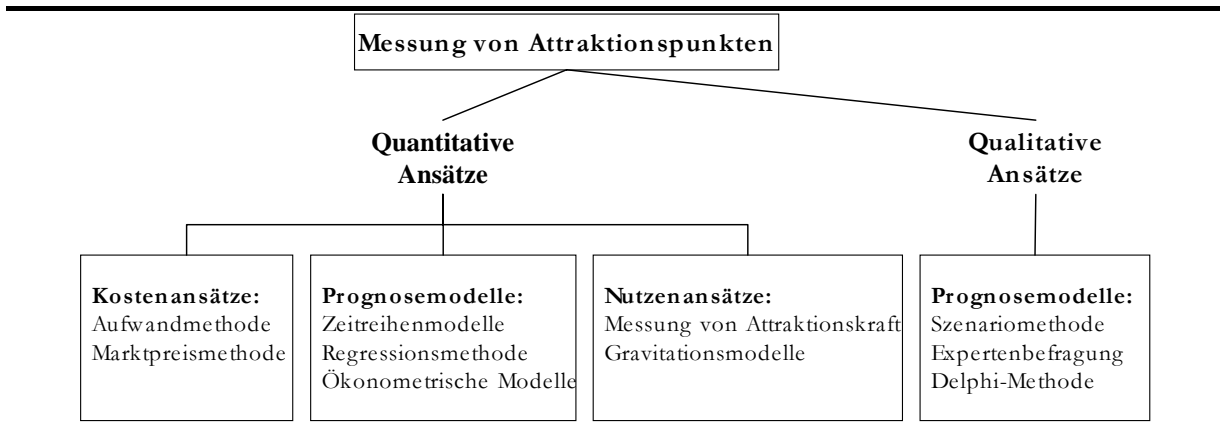 Messung von Attraktionspunkten
Quantitative
Ansätze
Qualitative
Ansätze
Kostenansätze:
Aufwandmethode
Marktpreismethode
Prognosemodelle:
Zeitreihenmodelle
Regressionsmethode
Ökonometrische Modelle
Nutzenansätze:
Messung von Attraktionskraft
Gravitationsmodelle
Prognosemodelle:
Szenariomethode
Expertenbefragung
Delphi-Methode